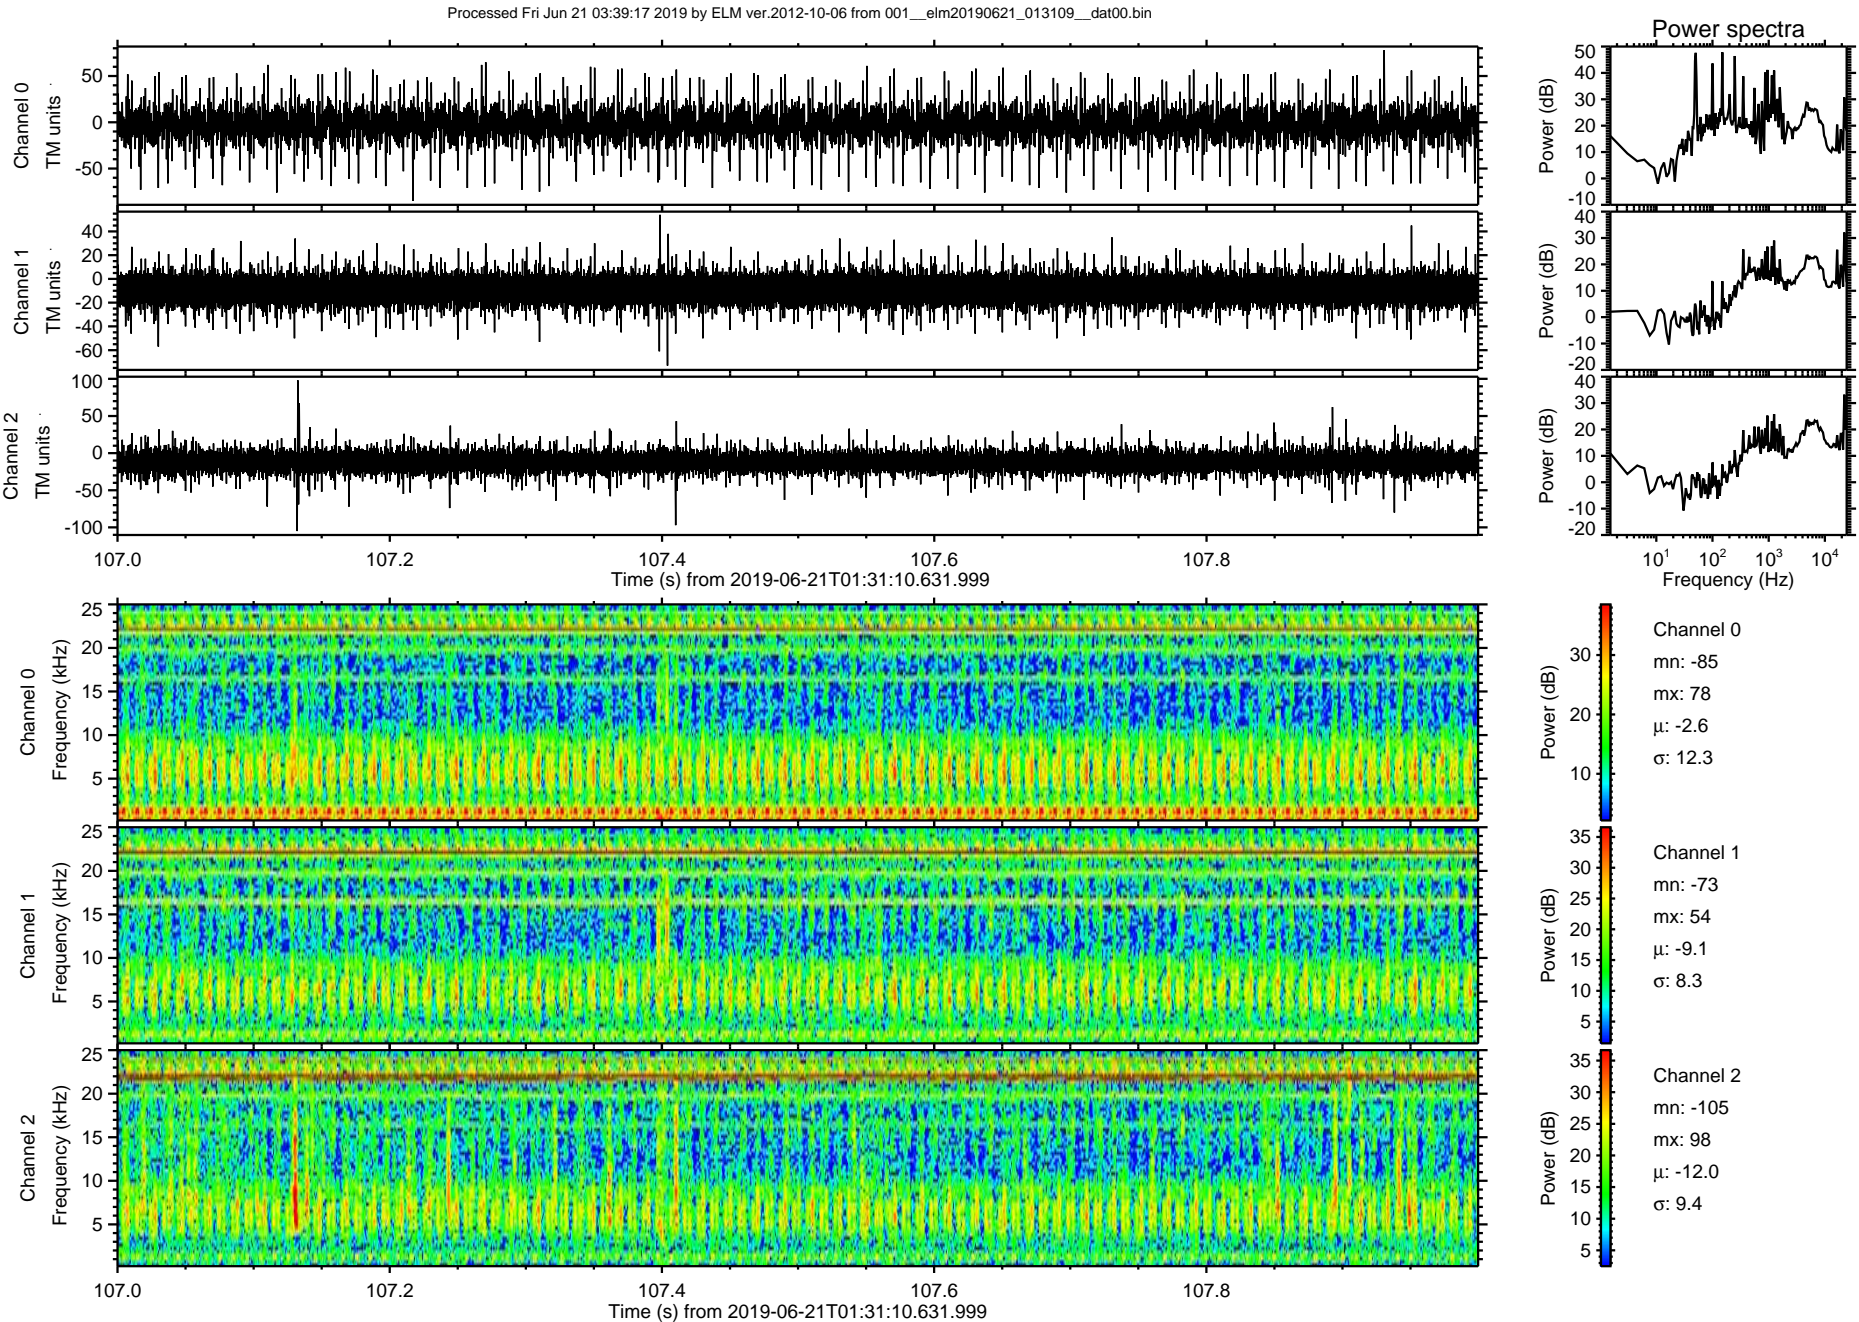 Processed Fri Jun 21 03:39:17 2019 by ELM ver.2012-10-06 from 001__elm20190621_013109__dat00.bin
Power spectra
Channel 0
TM units
50
0
-50
Power (dB)
50
40
30
20
10
0
-10
Channel 1
TM units
40
20
0
-20
-40
-60
Power (dB)
40
30
20
10
0
-10
-20
Channel 2
TM units
100
50
0
-50
-100
Power (dB)
40
30
20
10
0
-10
-20
107.0 107.2 107.4 107.6 107.8
Time (s) from 2019-06-21T01:31:10.631.999
10¹ 10² 10³ 10⁴
Frequency (Hz)
Channel 0
Frequency (kHz)
25
20
15
10
5
Power (dB)
30
20
10
Channel 0
mn: -85
mx: 78
μ: -2.6
σ: 12.3
Channel 1
Frequency (kHz)
25
20
15
10
5
Power (dB)
35
30
25
20
15
10
5
Channel 1
mn: -73
mx: 54
μ: -9.1
σ: 8.3
Channel 2
Frequency (kHz)
25
20
15
10
5
Power (dB)
35
30
25
20
15
10
5
Channel 2
mn: -105
mx: 98
μ: -12.0
σ: 9.4
107.0 107.2 107.4 107.6 107.8
Time (s) from 2019-06-21T01:31:10.631.999